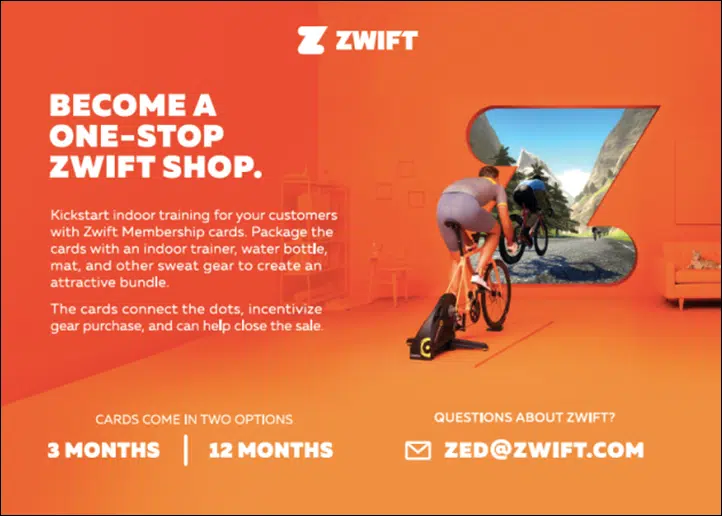 ZWIFT
BECOME A
ONE-STOP
ZWIFT SHOP.
Kickstart indoor training for your customers
with Zwift Membership cards. Package the
cards with an indoor trainer, water bottle,
mat, and other sweat gear to create an
attractive bundle.
The cards connect the dots, incentivize
gear purchase, and can help close the sale.
CARDS COME IN TWO OPTIONS
3 MONTHS | 12 MONTHS
QUESTIONS ABOUT ZWIFT?
ZED@ZWIFT.COM